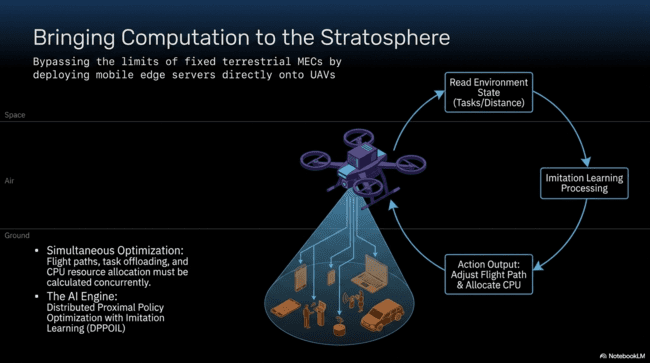 Bringing Computation to the Stratosphere
Bypassing the limits of fixed terrestrial MECs by
deploying mobile edge servers directly onto UAVs
Space
Air
Ground
Read Environment
State
(Tasks/Distance)
Imitation Learning
Processing
Action Output:
Adjust Flight Path
& Allocate CPU
• Simultaneous Optimization:
Flight paths, task offloading, and
CPU resource allocation must be
calculated concurrently.
• The AI Engine:
Distributed Proximal Policy
Optimization with Imitation
Learning (DPPOIL)
NotebookLM